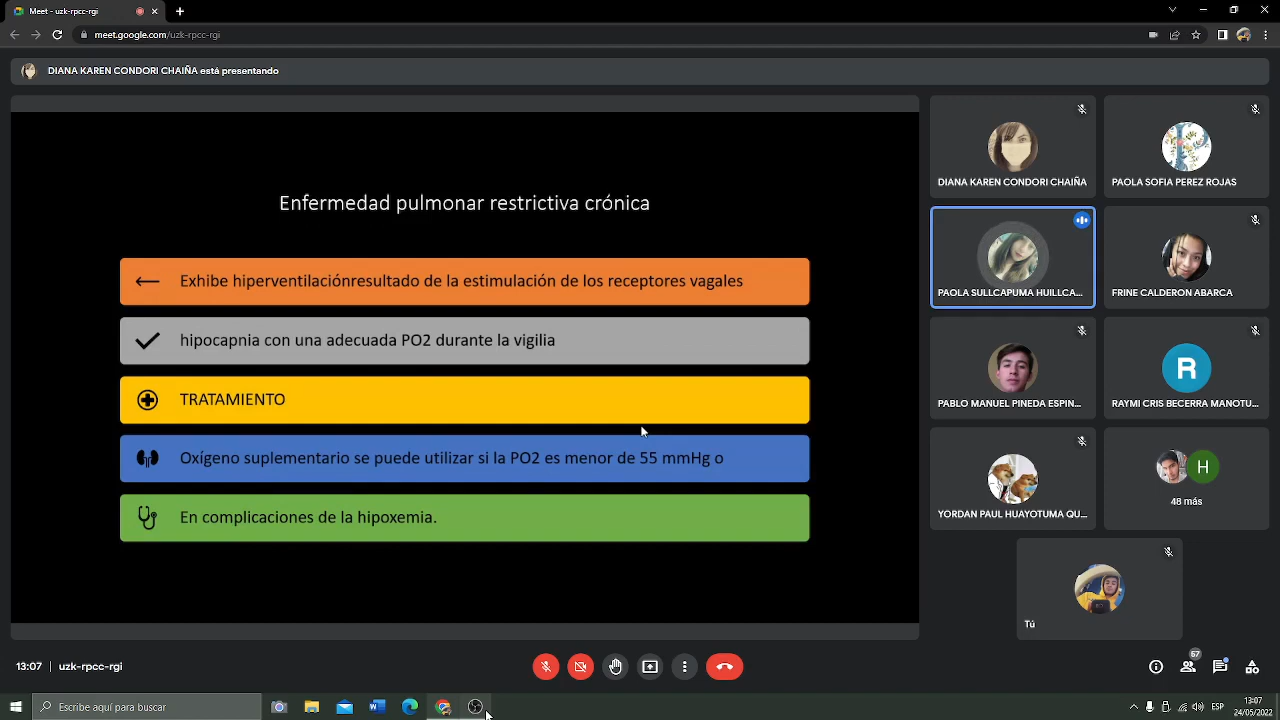 Meet - uzk-rpcc-rgi
meet.google.com/uzk-rpcc-rgi
DIANA KAREN CONDORI CHAIÑA está presentando
Enfermedad pulmonar restrictiva crónica
Exhibe hiperventilaciónresultado de la estimulación de los receptores vagales
hipocapnia con una adecuada PO2 durante la vigilia
TRATAMIENTO
Oxígeno suplementario se puede utilizar si la PO2 es menor de 55 mmHg o
En complicaciones de la hipoxemia.
DIANA KAREN CONDORI CHAIÑA
PAOLA SOFIA PEREZ ROJAS
PAOLA SULLCAPUMA HUILLCA...
FRINE CALDERON ABARCA
PABLO MANUEL PINEDA ESPIN...
R
RAYMI CRIS BECERRA MANOTU...
YORDAN PAUL HUAYOTUMA QU...
H
48 más
Tú
13:07 | uzk-rpcc-rgi
57
Escribe aquí para buscar
ESP
13:07
24/05/2022